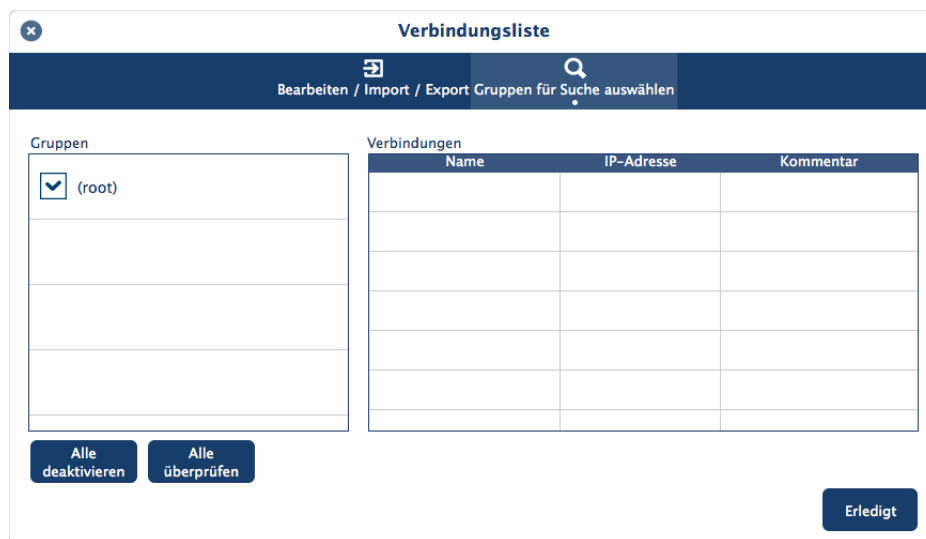 Verbindungsliste
Bearbeiten / Import / Export
Gruppen für Suche auswählen
Gruppen
(root)
Verbindungen
Name
IP-Adresse
Kommentar
Alle
deaktivieren
Alle
überprüfen
Erledigt